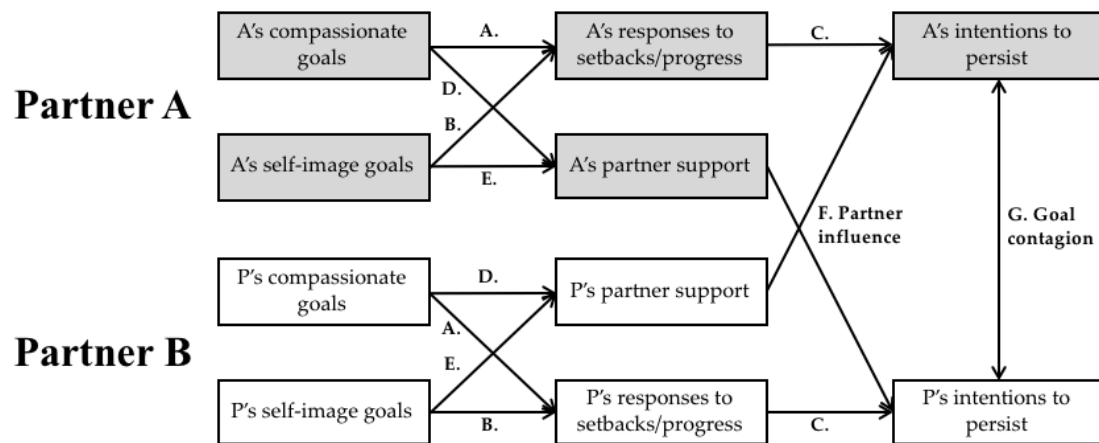 A's compassionate
goals
A.
A's responses to
setbacks/progress
C.
A's intentions to
persist
Partner A
D.
B.
A's self-image goals
E.
A's partner support
F. Partner
influence
G. Goal
contagion
P's compassionate
goals
D.
P's partner support
A.
Partner B
E.
P's self-image goals
B.
P's responses to
setbacks/progress
C.
P's intentions to
persist